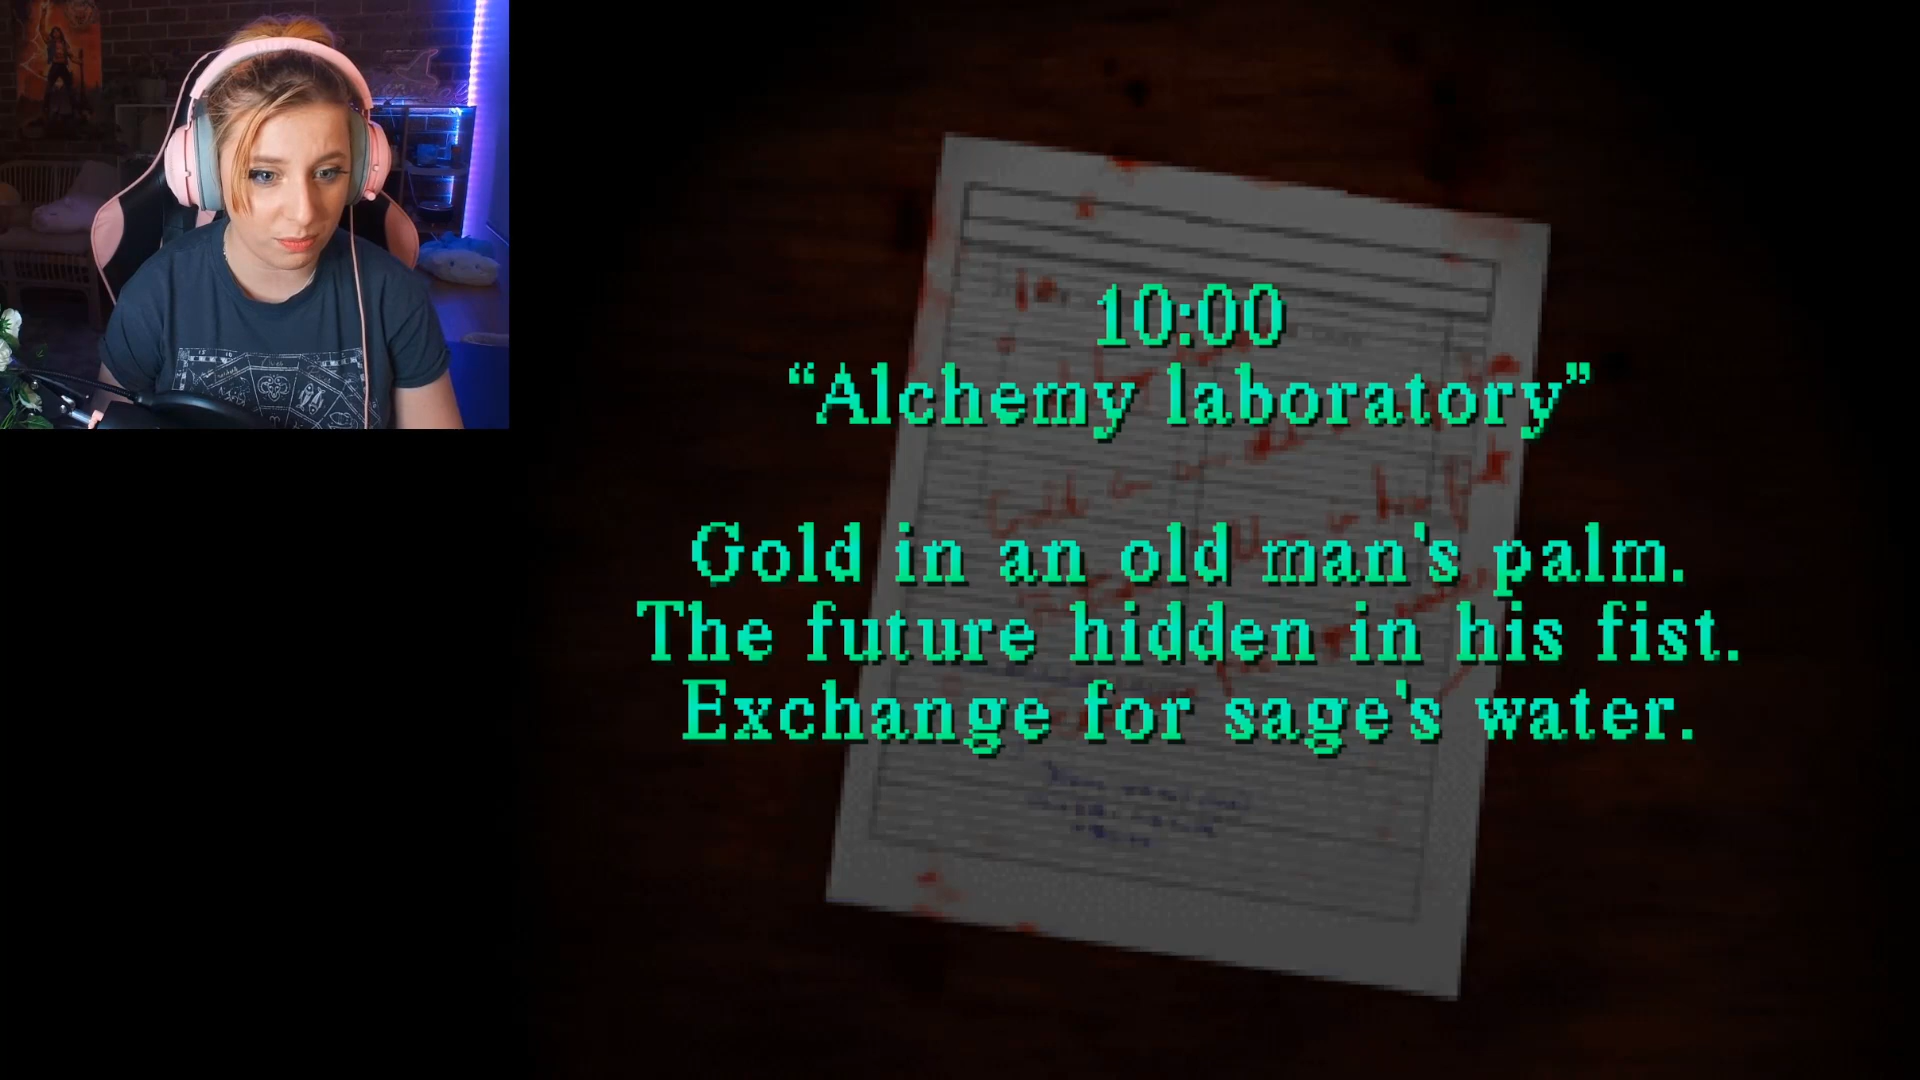 10:00
“Alchemy laboratory”
Gold in an old man's palm.
The future hidden in his fist.
Exchange for sage's water.